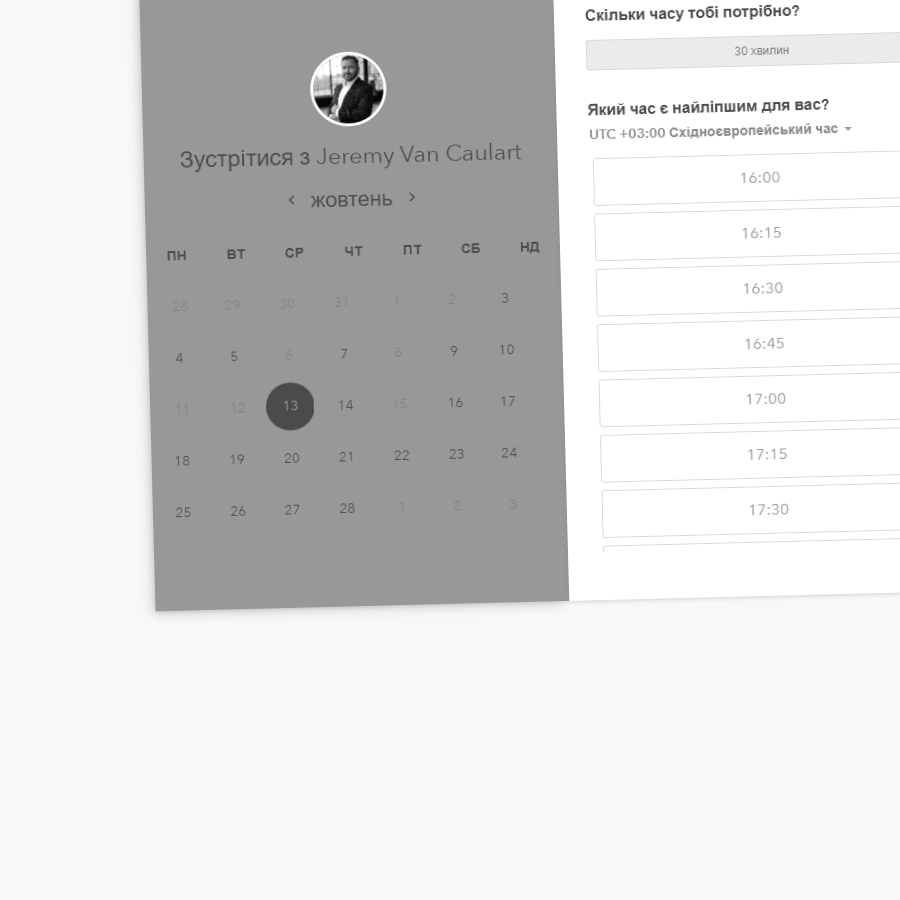 Зустрітися з Jeremy Van Caulart
жовтень
ПН ВТ СР ЧТ ПТ СБ НД
28 29 30 31 1 2 3
4 5 6 7 8 9 10
11 12 13 14 15 16 17
18 19 20 21 22 23 24
25 26 27 28 1 2 3
Скільки часу тобі потрібно?
30 хвилин
Який час є найліпшим для вас?
UTC +03:00 Східноєвропейський час
16:00
16:15
16:30
16:45
17:00
17:15
17:30